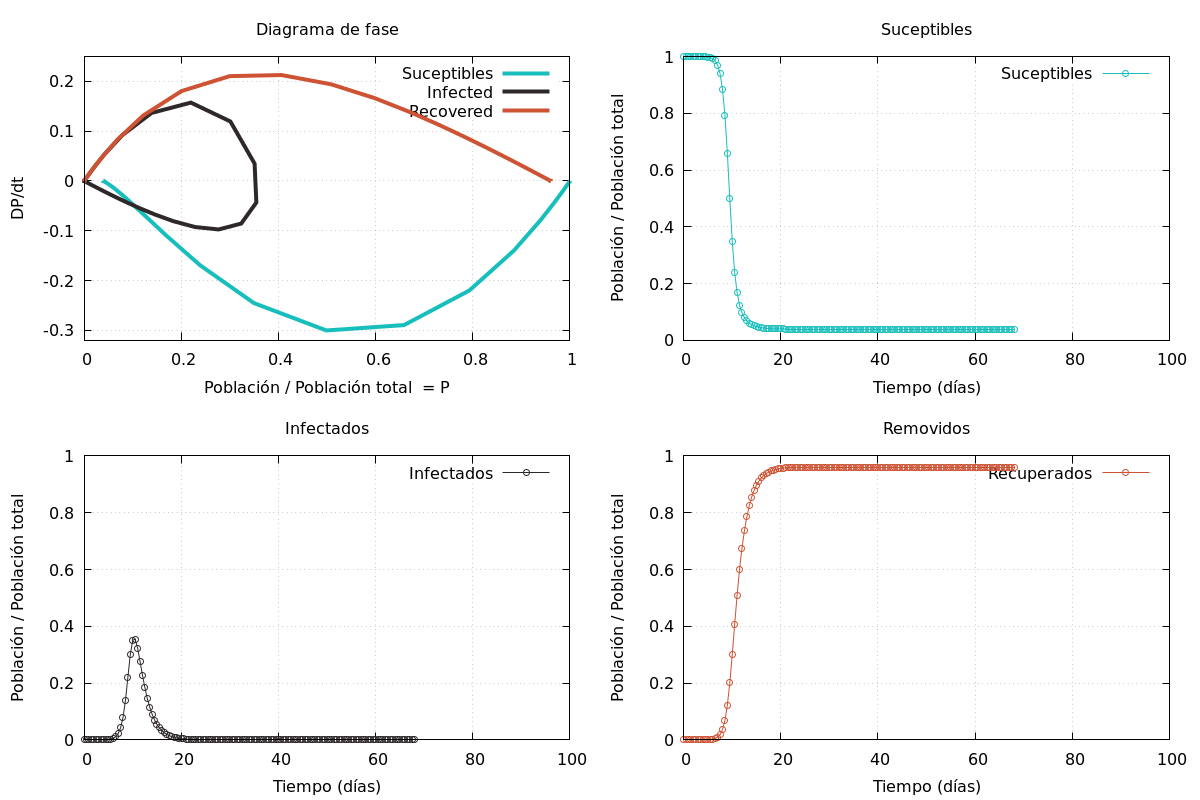 Diagrama de fase
Suceptibles
Infected
Recovered
0.2
0.1
0
-0.1
-0.2
-0.3
DP/dt
0 0.2 0.4 0.6 0.8 1
Población / Población total = P
Suceptibles
Suceptibles
1
0.8
0.6
0.4
0.2
0
Población / Población total
0 20 40 60 80 100
Tiempo (días)
Infectados
Infectados
1
0.8
0.6
0.4
0.2
0
Población / Población total
0 20 40 60 80 100
Tiempo (días)
Removidos
Recuperados
1
0.8
0.6
0.4
0.2
0
Población / Población total
0 20 40 60 80 100
Tiempo (días)